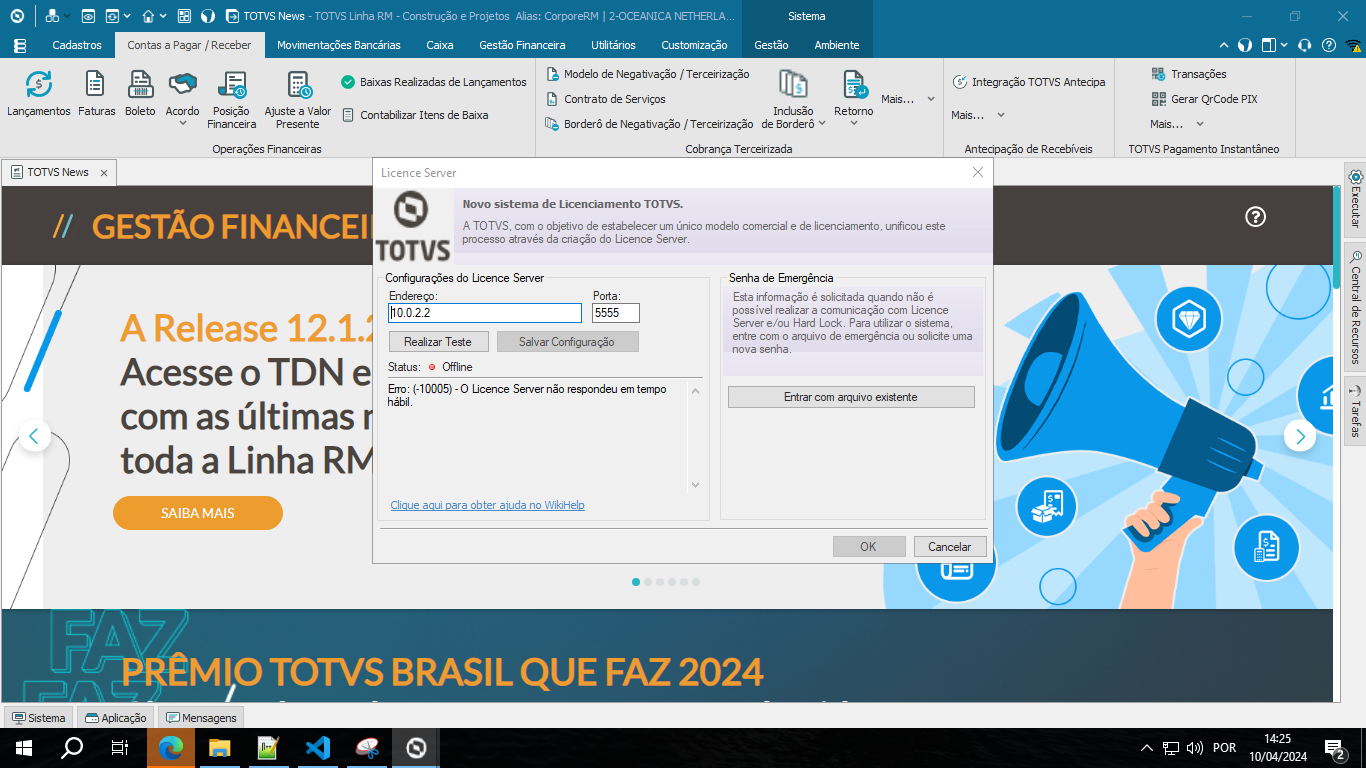 TOTVS News - TOTVS Linha RM - Construção e Projetos Alias: CorporeRM | 2-OCEANICA NETHERLA...
Sistema
Cadastros
Contas a Pagar / Receber
Movimentações Bancárias
Caixa
Gestão Financeira
Utilitários
Customização
Gestão
Ambiente
Lançamentos
Faturas
Boleto
Acordo
Posição
Financeira
Ajuste a Valor
Presente
Baixas Realizadas de Lançamentos
Contabilizar Itens de Baixa
Operações Financeiras
Modelo de Negativação / Terceirização
Contrato de Serviços
Borderô de Negativação / Terceirização
Inclusão
de Borderô
Retorno
Mais...
Cobrança Terceirizada
Integração TOTVS Antecipa
Mais...
Antecipação de Recebíveis
Transações
Gerar QrCode PIX
Mais...
TOTVS Pagamento Instantâneo
TOTVS News
// GESTÃO FINANCEI
Licence Server
TOTVS
Novo sistema de Licenciamento TOTVS.
A TOTVS, com o objetivo de estabelecer um único modelo comercial e de licenciamento, unificou este
processo através da criação do Licence Server.
Configurações do Licence Server
Endereço:
Porta:
10.0.2.2
5555
Realizar Teste
Salvar Configuração
Status:
Offline
Erro: (-10005) - O Licence Server não respondeu em tempo
hábil.
Clique aqui para obter ajuda no WikiHelp
Senha de Emergência
Esta informação é solicitada quando não é
possível realizar a comunicação com Licence
Server e/ou Hard Lock. Para utilizar o sistema,
entre com o arquivo de emergência ou solicite uma
nova senha.
Entrar com arquivo existente
OK
Cancelar
A Release 12.1.2
Acesse o TDN e
com as últimas n
toda a Linha RM
SAIBA MAIS
Executar
Central de Recursos
Tarefas
FAZ
FAZ
PRÊMIO TOTVS BRASIL QUE FAZ 2024
Sistema
Aplicação
Mensagens
POR
14:25
10/04/2024
2